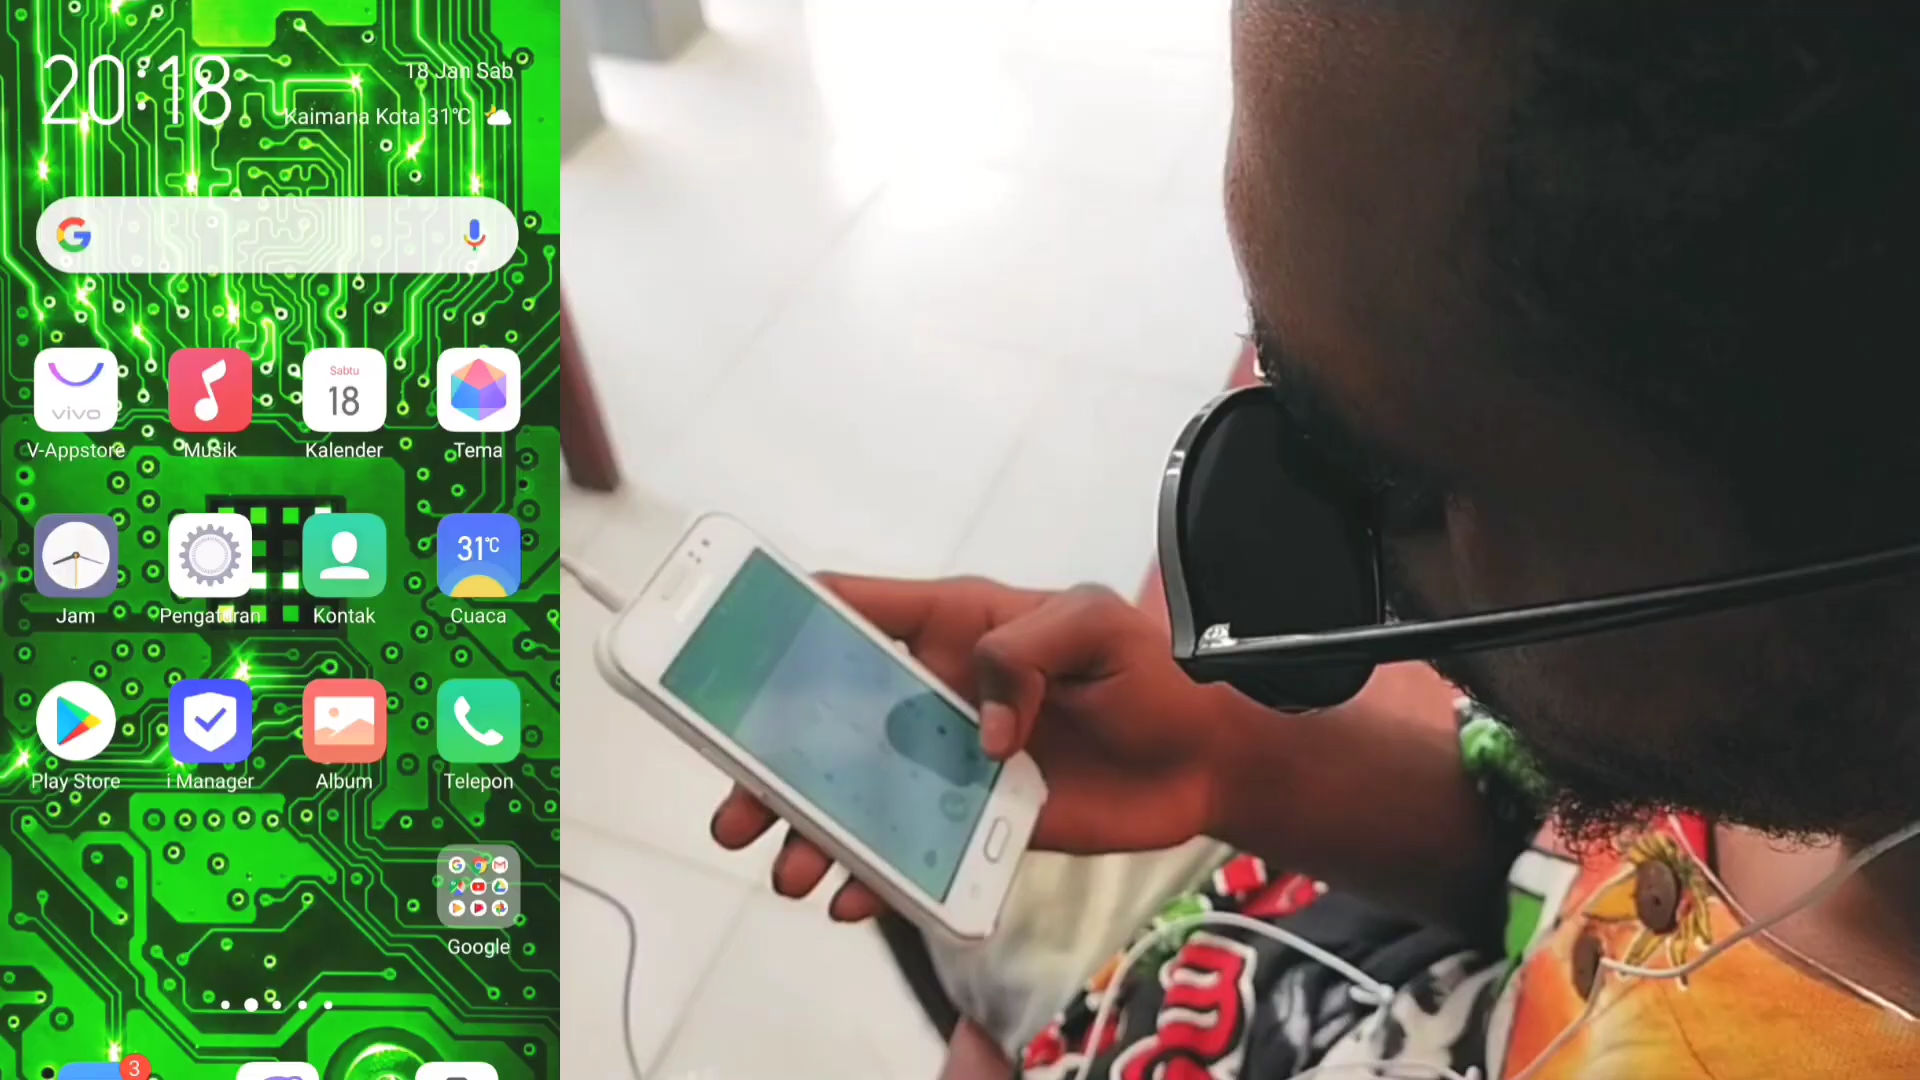 20:18
18 Jan Sab
Kaimana Kota 31°C
vivo
Sabtu
18
V-Appstore
Musik
Kalender
Tema
31°C
Jam
Pengaturan
Kontak
Cuaca
Play Store
i Manager
Album
Telepon
Google
3